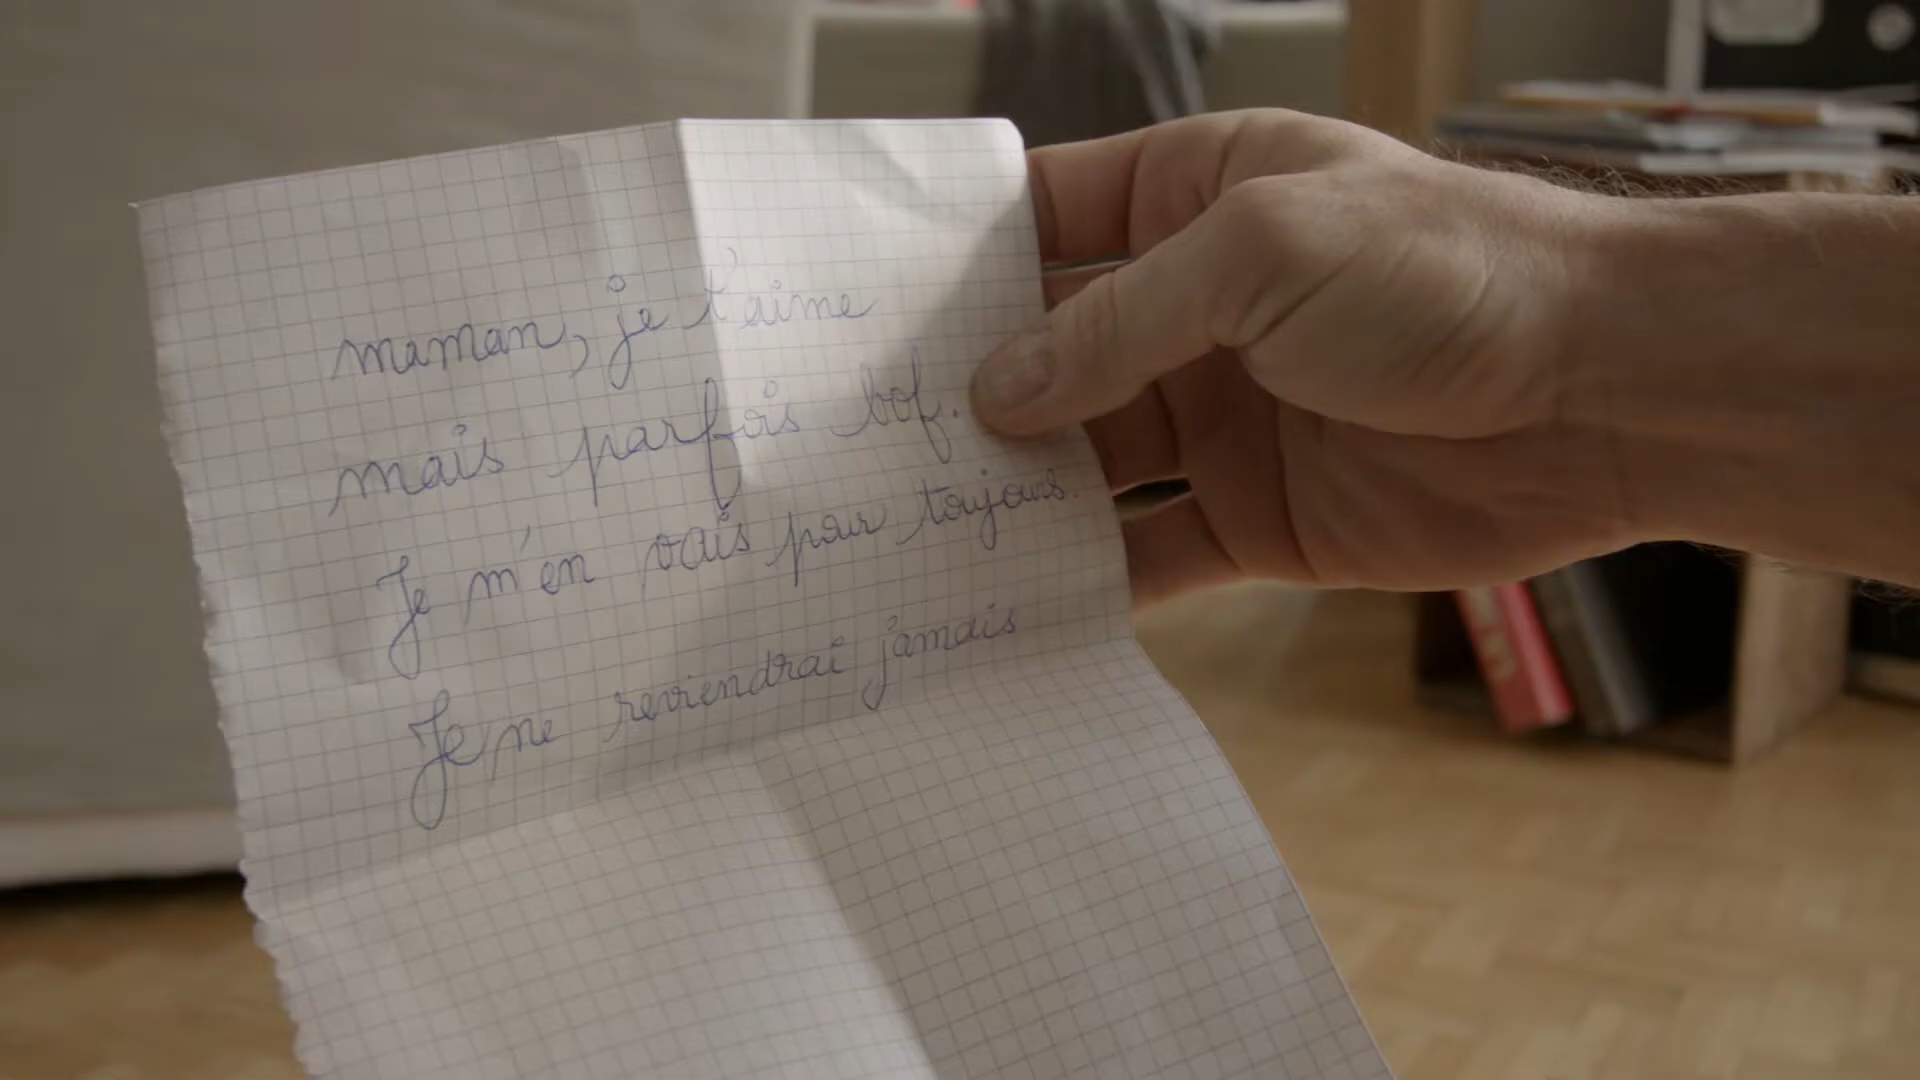 maman, je t'aime
mais parfois bof.
Je m'en vais pour toujours.
Je ne reviendrai jamais